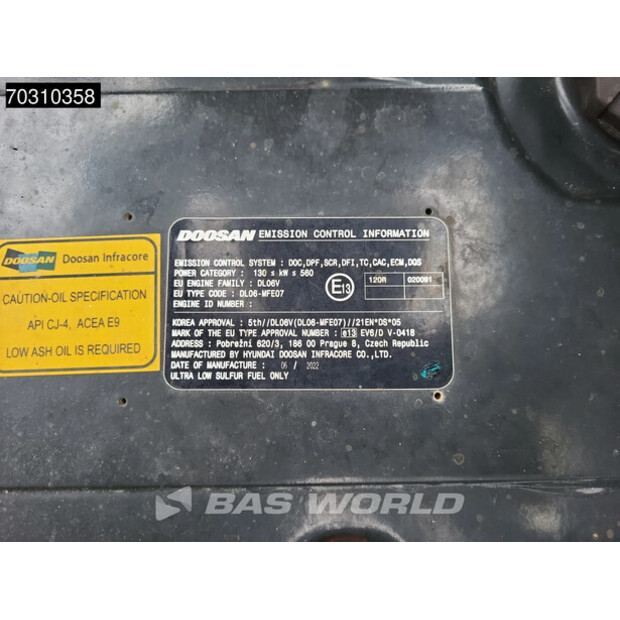 70310358
DOOSAN EMISSION CONTROL INFORMATION
EMISSION CONTROL SYSTEM : DOC,DPF,SCR,DFI,TC,CAC,ECM,DQS
POWER CATEGORY : 130 ≤ kW ≤ 560
EU ENGINE FAMILY : DL06V
EU TYPE CODE : DL06-MFE07
ENGINE ID NUMBER :
E13 120R 020091
KOREA APPROVAL : 5th//DL06V(DL06-MFE07)//21EN*DS*05
MARK OF THE EU TYPE APPROVAL NUMBER : e13 EV6/D V-0418
ADDRESS : Pobrežní 620/3, 186 00 Prague 8, Czech Republic
MANUFACTURED BY HYUNDAI DOOSAN INFRACORE CO.,LTD.
DATE OF MANUFACTURE : 06 / 2022
ULTRA LOW SULFUR FUEL ONLY
DOOSAN Doosan Infracore
CAUTION-OIL SPECIFICATION
API CJ-4, ACEA E9
LOW ASH OIL IS REQUIRED
BAS WORLD